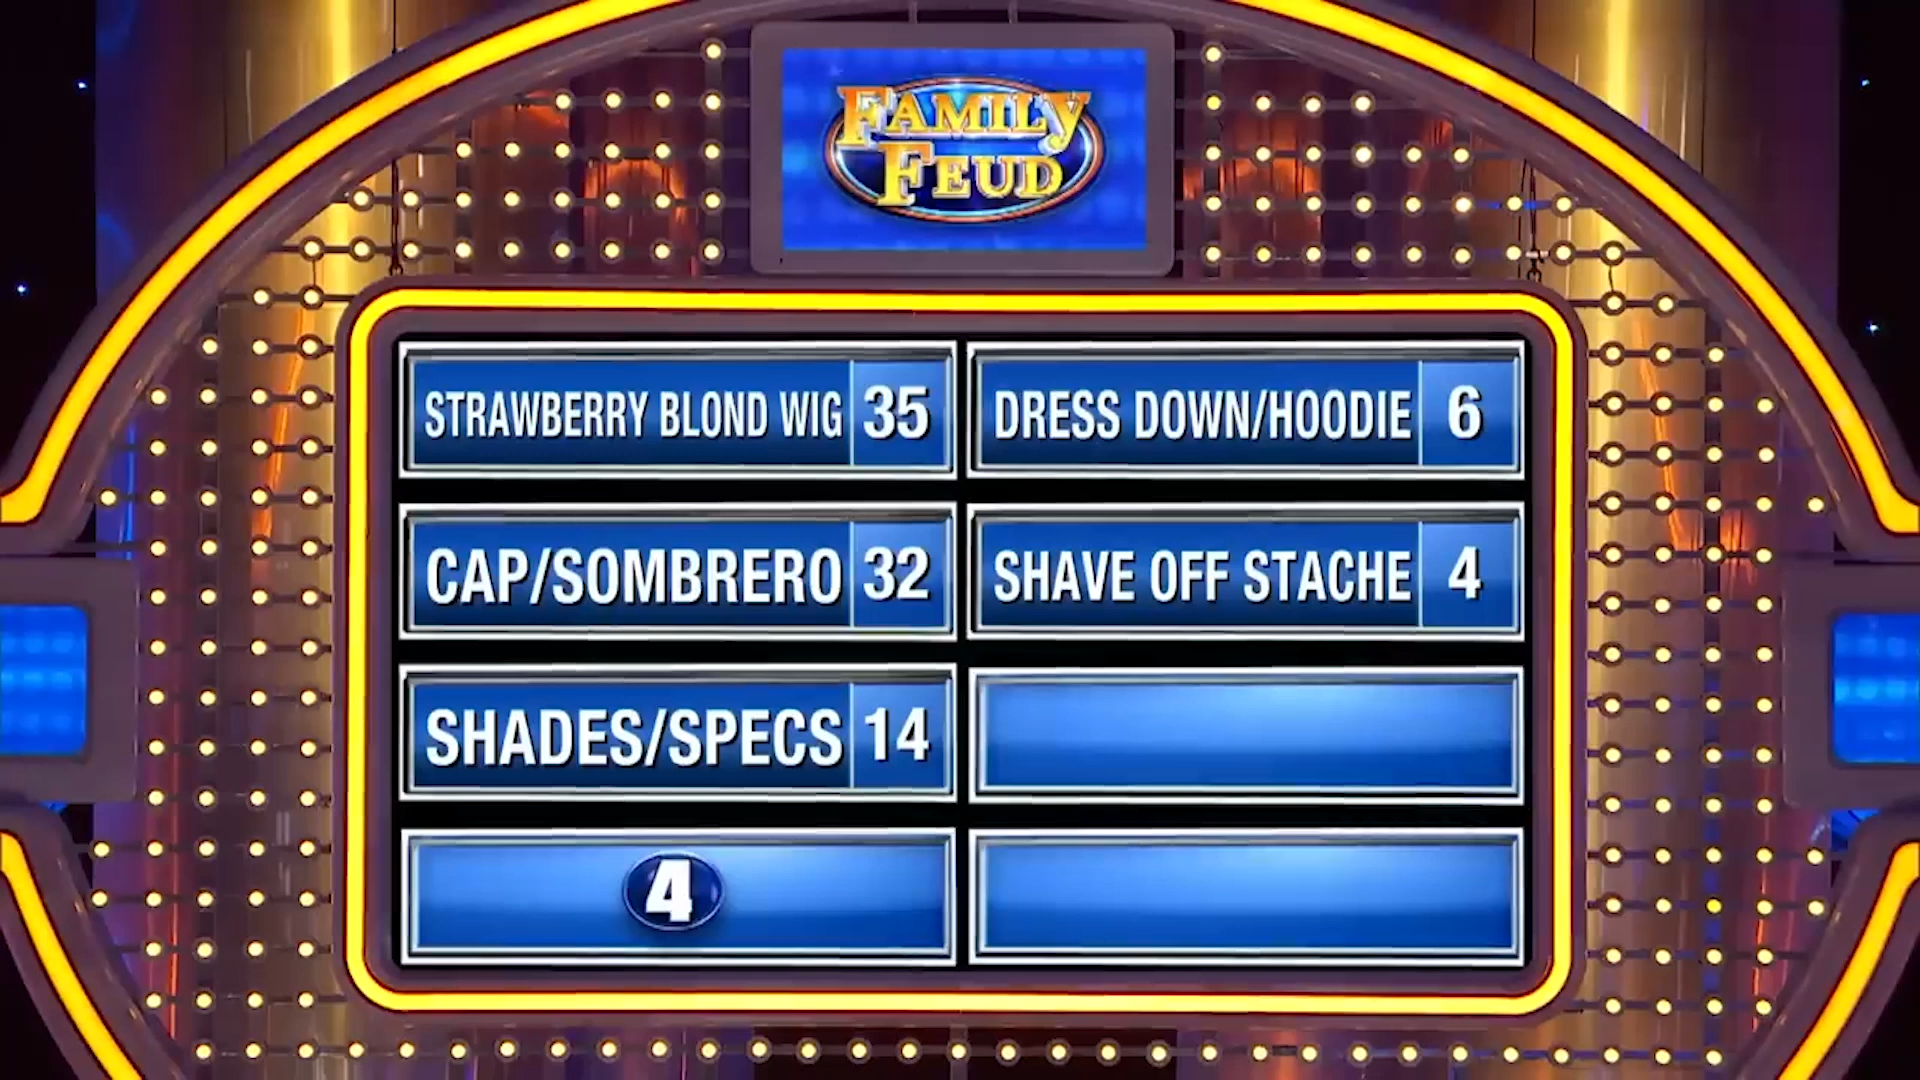 FAMILY
FEUD
STRAWBERRY BLOND WIG 35
CAP/SOMBRERO 32
SHADES/SPECS 14
4
DRESS DOWN/HOODIE 6
SHAVE OFF STACHE 4